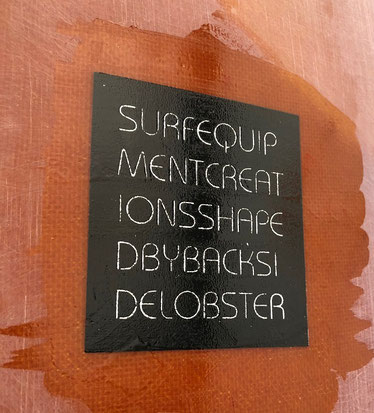 SURFEQUIP
MENTCREAT
IONSSHAPE
DBYBACKSI
DELOBSTER